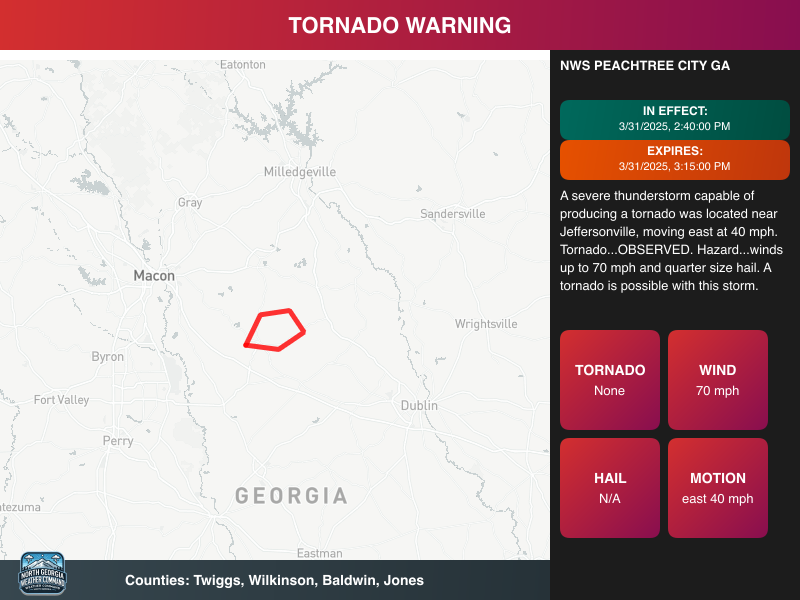 TORNADO WARNING
Eatonton
Milledgeville
Gray
Sandersville
Macon
Wrightsville
Byron
Dublin
Fort Valley
Perry
GEORGIA
ntezuma
Eastman
NWS PEACHTREE CITY GA
IN EFFECT:
3/31/2025, 2:40:00 PM
EXPIRES:
3/31/2025, 3:15:00 PM
A severe thunderstorm capable of
producing a tornado was located near
Jeffersonville, moving east at 40 mph.
Tornado...OBSERVED. Hazard...winds
up to 70 mph and quarter size hail. A
tornado is possible with this storm.
TORNADO
None
WIND
70 mph
HAIL
N/A
MOTION
east 40 mph
NORTH GEORGIA
WEATHER COMMAND
Counties: Twiggs, Wilkinson, Baldwin, Jones